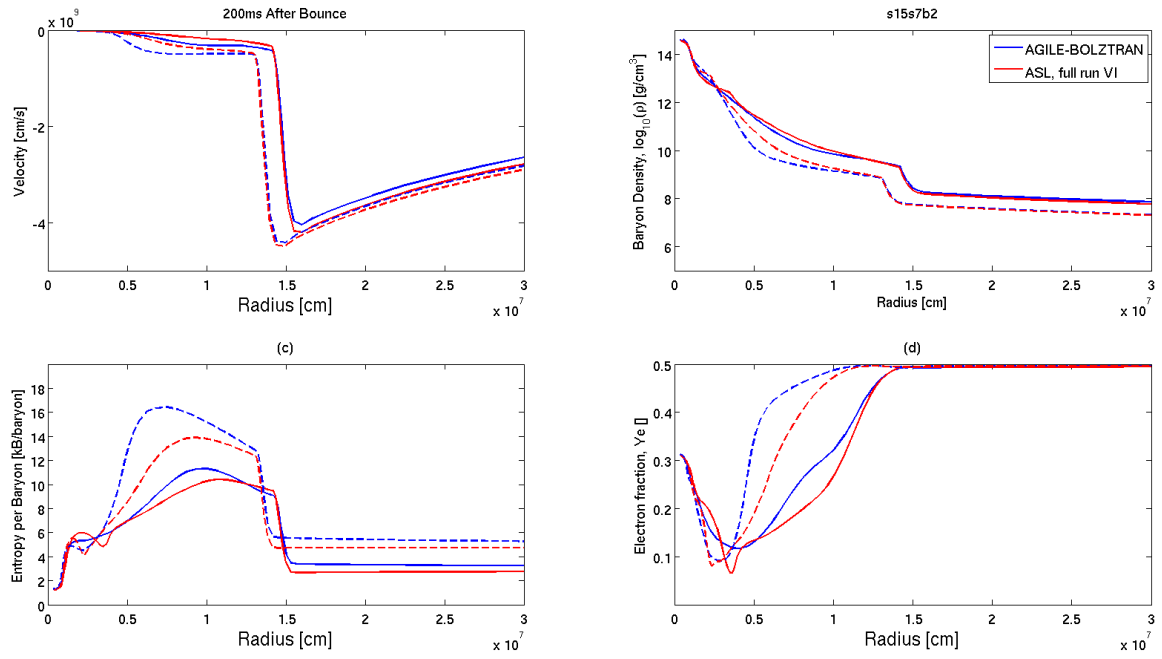 200ms After Bounce
x 10^9
0
-2
-4
Velocity [cm/s]
0 0.5 1 1.5 2 2.5 3
Radius [cm]
x 10^7
s15s7b2
AGILE-BOLZTRAN
ASL, full run VI
14
12
10
8
6
Baryon Density, log10(ρ) [g/cm3]
0 0.5 1 1.5 2 2.5 3
Radius [cm]
x 10^7
(c)
18
16
14
12
10
8
6
4
2
0
Entropy per Baryon [kB/baryon]
0 0.5 1 1.5 2 2.5 3
Radius [cm]
x 10^7
(d)
0.5
0.4
0.3
0.2
0.1
Electron fraction, Ye []
0 0.5 1 1.5 2 2.5 3
Radius [cm]
x 10^7